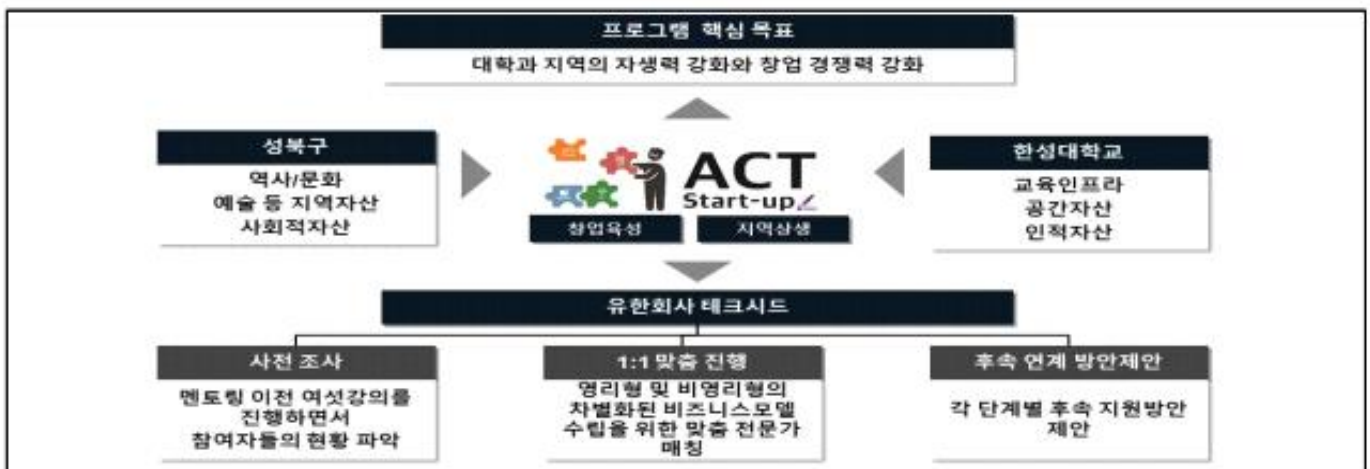 프로그램 핵심 목표
대학과 지역의 자생력 강화와 창업 경쟁력 강화
성북구
역사/문화
예술 등 지역자산
사회적자산
ACT
Start-up
창업육성
지역상생
한성대학교
교육인프라
공간자산
인적자산
유한회사 테크시드
사전 조사
멘토링 이전 여섯강의를
진행하면서
참여자들의 현황 파악
1:1 맞춤 진행
영리형 및 비영리형의
차별화된 비즈니스모델
수립을 위한 맞춤 전문가
매칭
후속 연계 방안제안
각 단계별 후속 지원방안
제안